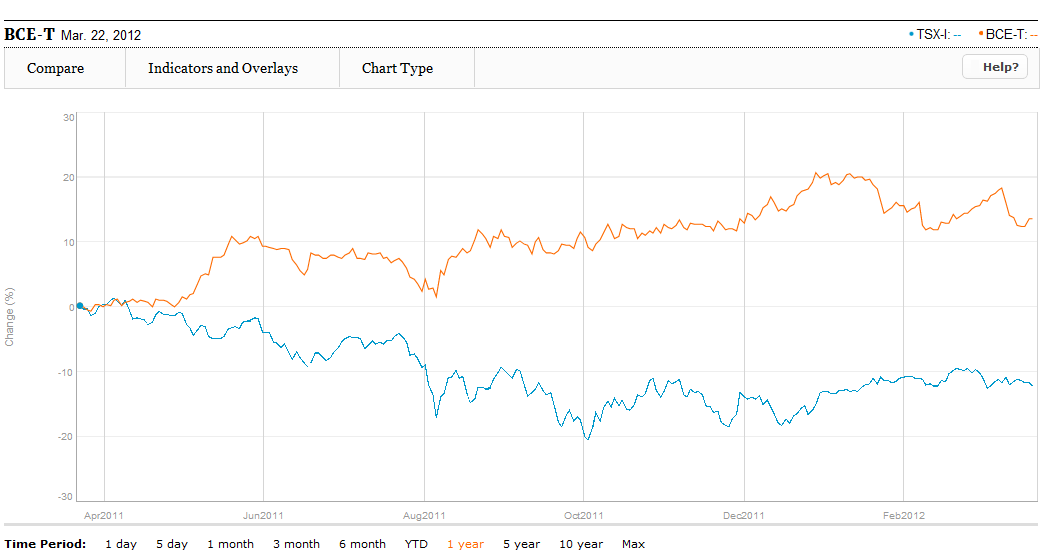 BCE-T Mar. 22, 2012 TSX-I: -- BCE-T: --
Compare Indicators and Overlays Chart Type Help?
30
20
10
0
-10
-20
-30
Change (%)
Apr2011 Jun2011 Aug2011 Oct2011 Dec2011 Feb2012
Time Period: 1 day 5 day 1 month 3 month 6 month YTD 1 year 5 year 10 year Max